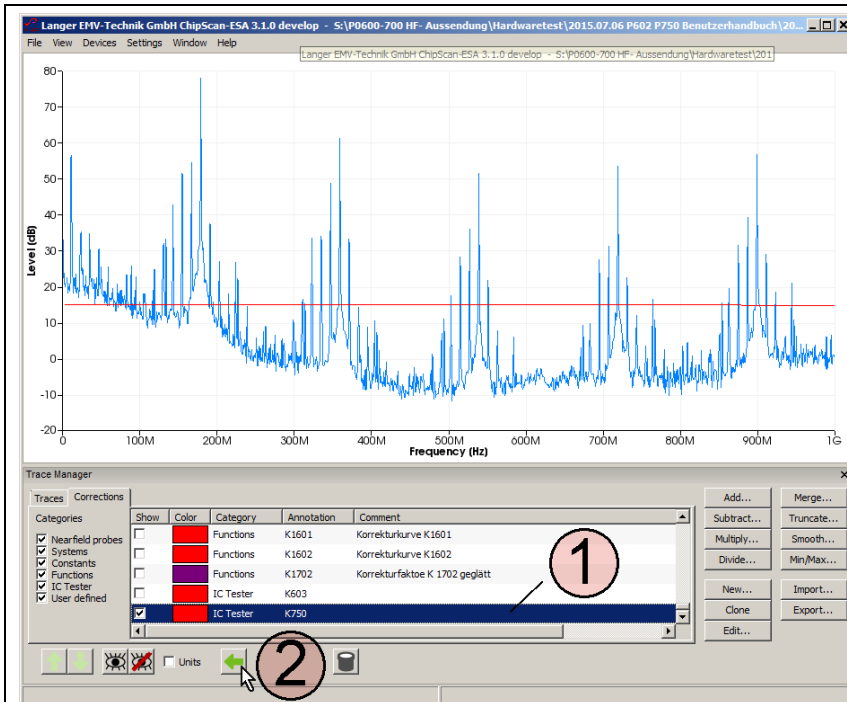 Langer EMV-Technik GmbH ChipScan-ESA 3.1.0 develop - S:\P0600-700 HF- Aussendung\Hardwaretest\2015.07.06 P602 P750 Benutzerhandbuch\20...
File View Devices Settings Window Help
Langer EMV-Technik GmbH ChipScan-ESA 3.1.0 develop - S:\P0600-700 HF- Aussendung\Hardwaretest\201
Level (dB)
80
70
60
50
40
30
20
10
0
-10
-20
0 100M 200M 300M 400M 500M 600M 700M 800M 900M 1G
Frequency (Hz)
Trace Manager
Traces Corrections
Categories
Nearfield probes
Systems
Constants
Functions
IC Tester
User defined
Show Color Category Annotation Comment
Functions K1601 Korrekturkurve K1601
Functions K1602 Korrekturkurve K1602
Functions K1702 Korrekturfaktoe K 1702 geglätt
IC Tester K603
IC Tester K750
1
Add... Merge...
Subtract... Truncate...
Multiply... Smooth...
Divide... Min/Max...
New... Import...
Clone Export...
Edit...
Units
2